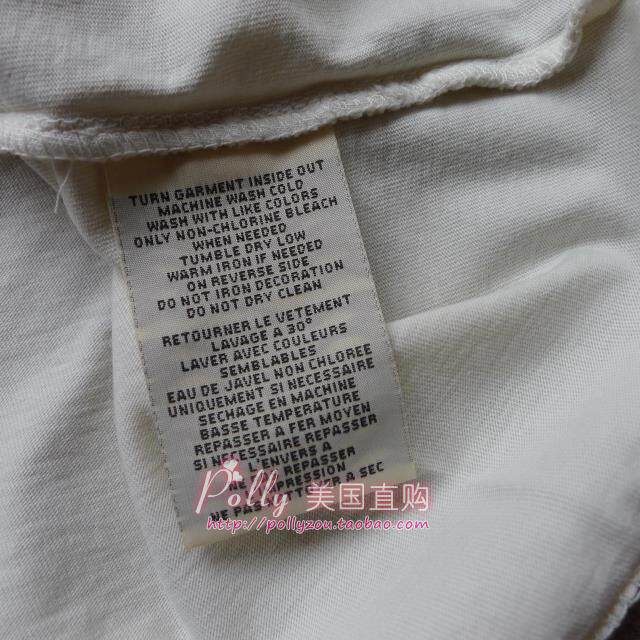 TURN GARMENT INSIDE OUT
MACHINE WASH COLD
WASH WITH LIKE COLORS
ONLY NON-CHLORINE BLEACH
WHEN NEEDED
TUMBLE DRY LOW
WARM IRON IF NEEDED
ON REVERSE SIDE
DO NOT IRON DECORATION
DO NOT DRY CLEAN
RETOURNER LE VETEMENT
LAVAGE A 30°
LAVER AVEC COULEURS
SEMBLABLES
EAU DE JAVEL NON CHLOREE
UNIQUEMENT SI NECESSAIRE
SECHAGE EN MACHINE
BASSE TEMPERATURE
REPASSER A FER MOYEN
SI NECESSAIRE REPASSER
L'ENVERS A
REPASSER
Polly 美国直购
A SEC
http://pollyzou.taobao.com
NE PAS